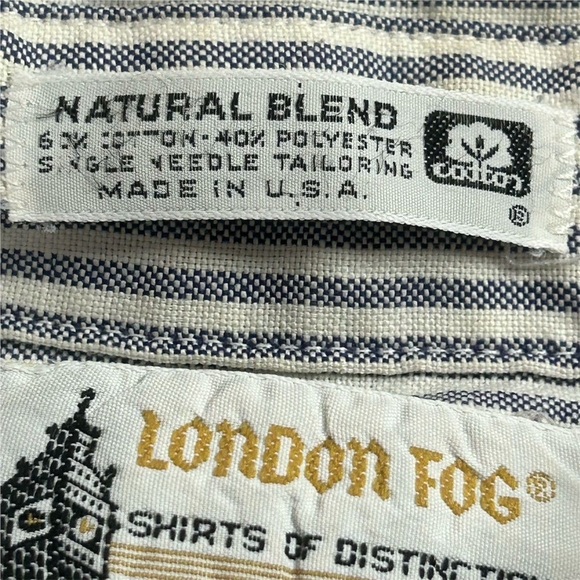 NATURAL BLEND
60% COTTON-40% POLYESTER
SINGLE NEEDLE TAILORING
MADE IN U.S.A.
cotton
®
LONDON FOG®
SHIRTS OF DISTINCTION